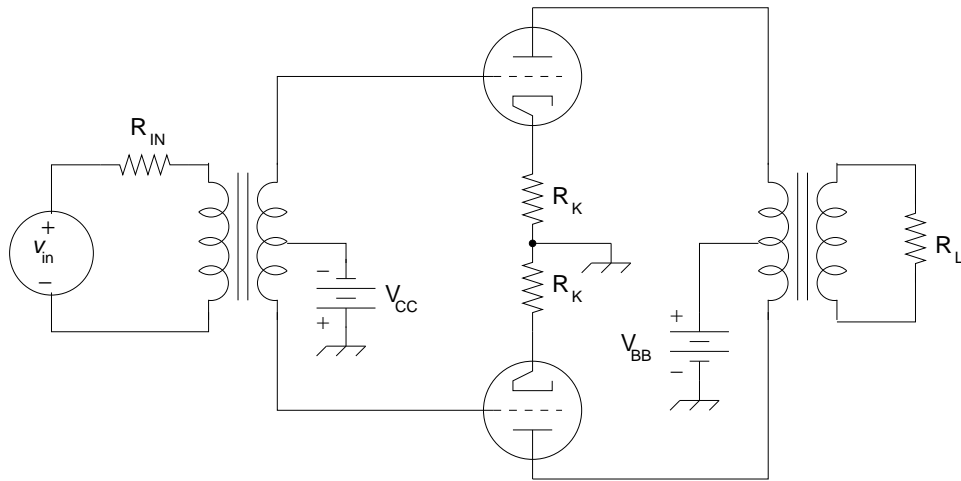 R_IN
+
v_in
−
−
V_CC
+
R_K
R_K
+
V_BB
−
R_L